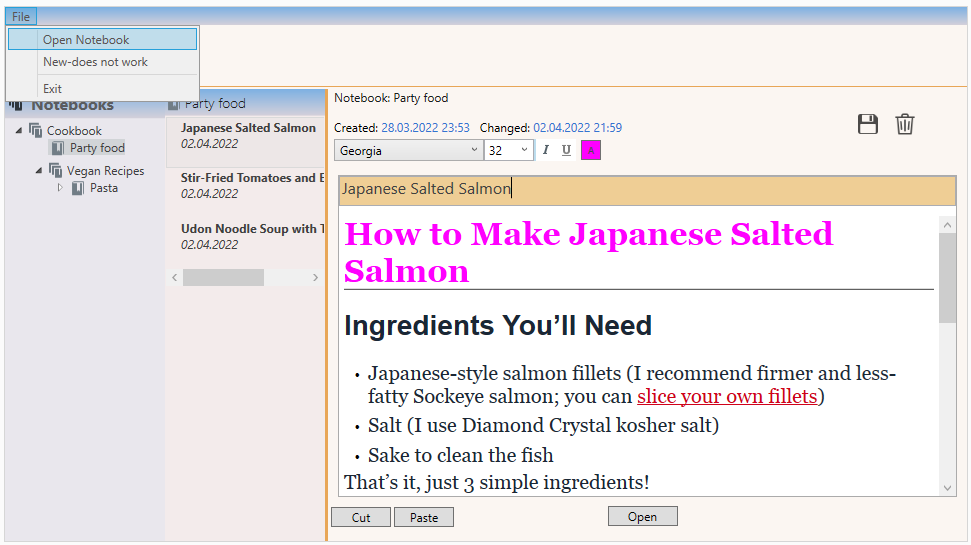 File
Open Notebook
New-does not work
Exit
Notebooks
Cookbook
Party food
Vegan Recipes
Pasta
Party food
Japanese Salted Salmon
02.04.2022
Stir-Fried Tomatoes and
02.04.2022
Udon Noodle Soup with
02.04.2022
Notebook: Party food
Created: 28.03.2022 23:53 Changed: 02.04.2022 21:59
Georgia 32 I U A
Japanese Salted Salmon
How to Make Japanese Salted
Salmon
Ingredients You’ll Need
• Japanese-style salmon fillets (I recommend firmer and less-
fatty Sockeye salmon; you can slice your own fillets)
• Salt (I use Diamond Crystal kosher salt)
• Sake to clean the fish
That’s it, just 3 simple ingredients!
Cut Paste Open